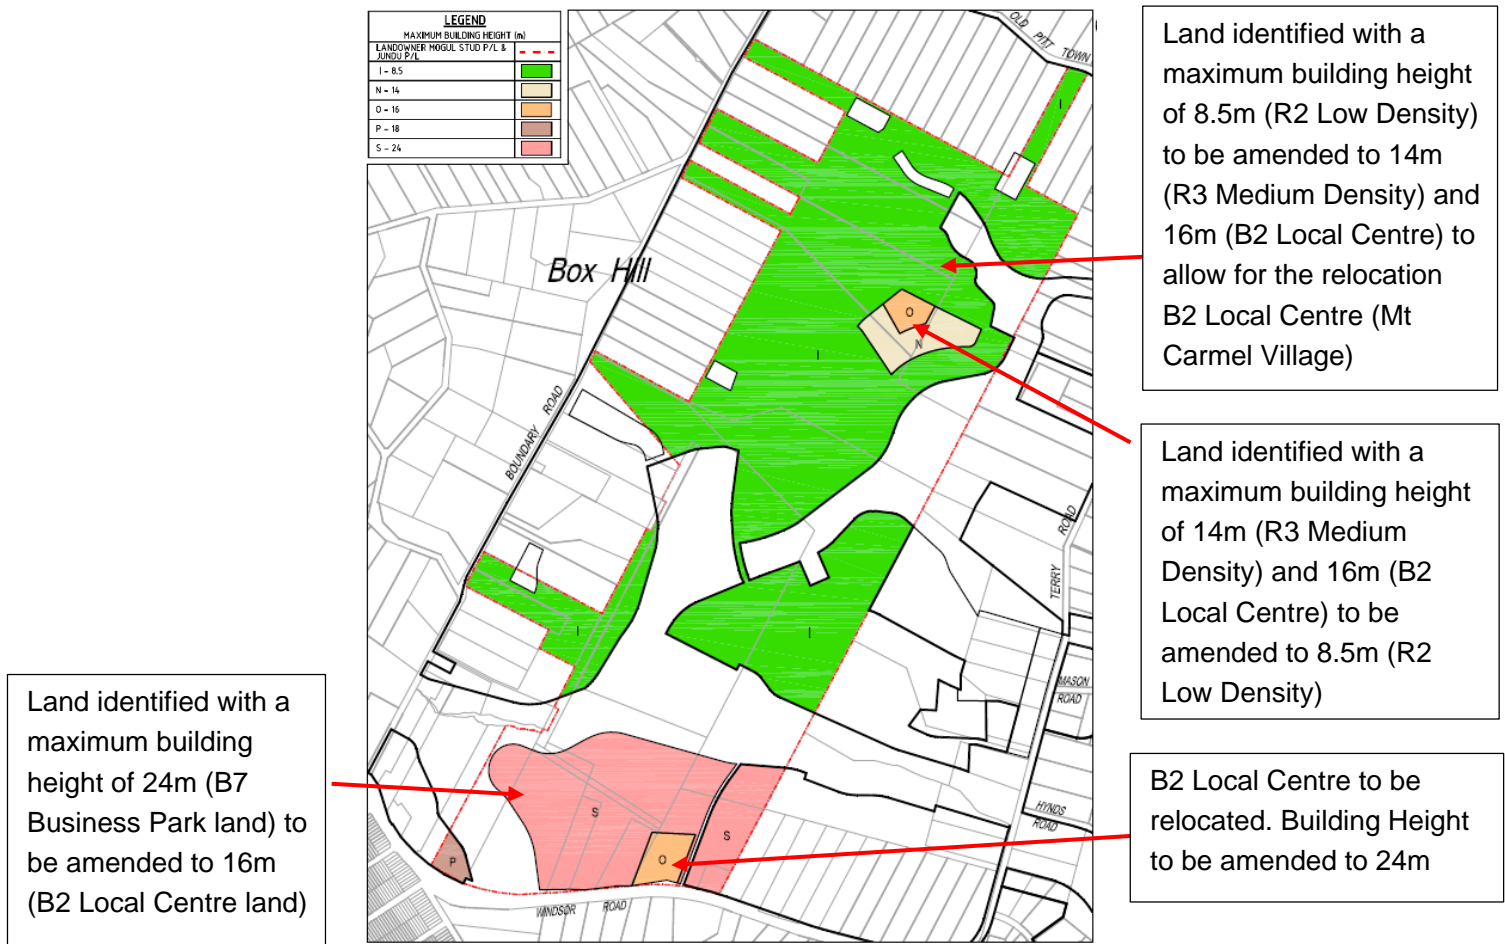 LEGEND
MAXIMUM BUILDING HEIGHT (m)
LANDOWNER MOGUL STUD P/L &
JUNDU P/L
I - 8.5
N - 14
O - 16
P - 18
S - 24
OLD PITT TOWN
I
Box Hill
O
N
I
BOUNDARY ROAD
TERRY ROAD
I
I
MASON
ROAD
HYNDS
ROAD
S
S
O
P
WINDSOR ROAD
Land identified with a
maximum building height
of 8.5m (R2 Low Density)
to be amended to 14m
(R3 Medium Density) and
16m (B2 Local Centre) to
allow for the relocation
B2 Local Centre (Mt
Carmel Village)
Land identified with a
maximum building height
of 14m (R3 Medium
Density) and 16m (B2
Local Centre) to be
amended to 8.5m (R2
Low Density)
Land identified with a
maximum building
height of 24m (B7
Business Park land) to
be amended to 16m
(B2 Local Centre land)
B2 Local Centre to be
relocated. Building Height
to be amended to 24m